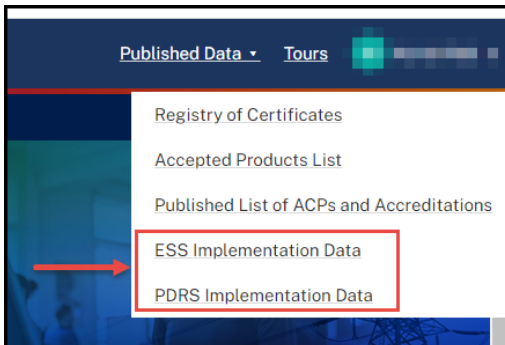 Published Data
Tours
Registry of Certificates
Accepted Products List
Published List of ACPs and Accreditations
ESS Implementation Data
PDRS Implementation Data